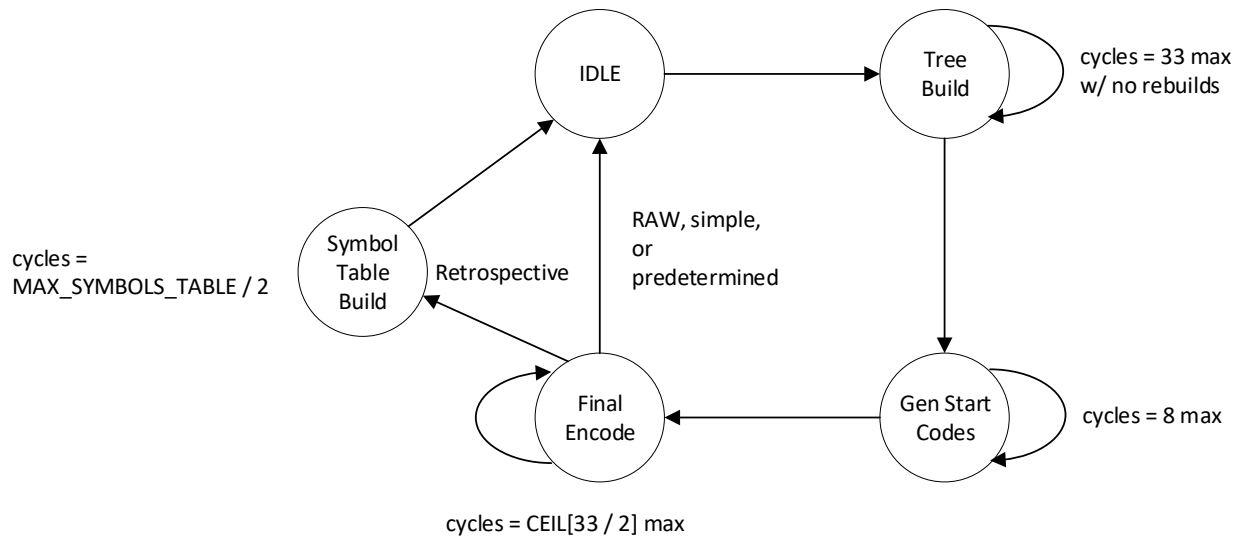 IDLE
Tree
Build
cycles = 33 max
w/ no rebuilds
Symbol
Table
Build
cycles =
MAX_SYMBOLS_TABLE / 2
Retrospective
RAW, simple,
or
predetermined
Final
Encode
Gen Start
Codes
cycles = 8 max
cycles = CEIL[33 / 2] max